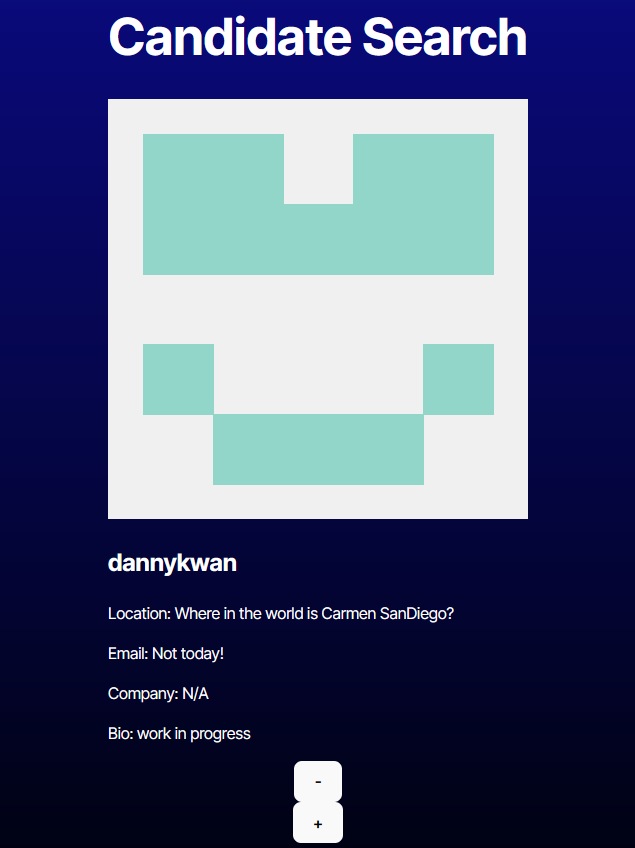 Candidate Search
dannykwan
Location: Where in the world is Carmen SanDiego?
Email: Not today!
Company: N/A
Bio: work in progress
-
+